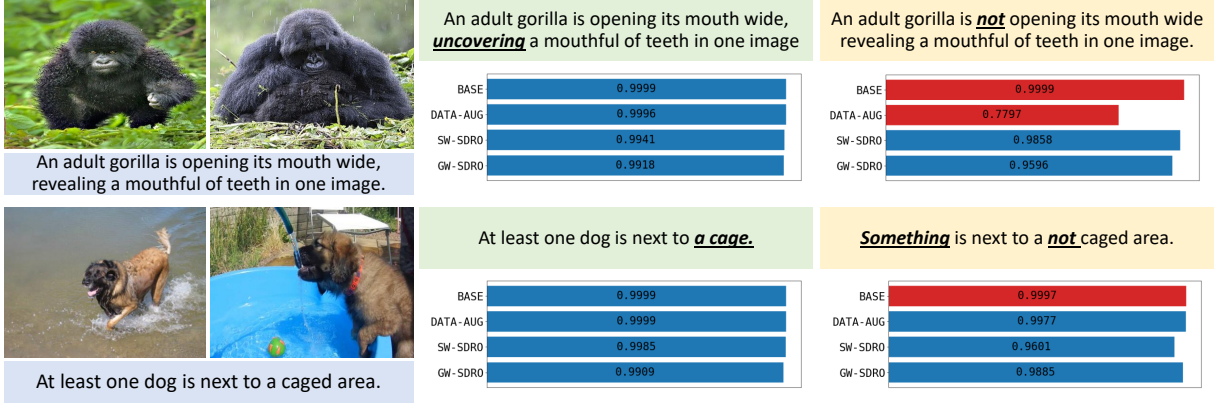 An adult gorilla is opening its mouth wide,
revealing a mouthful of teeth in one image.
An adult gorilla is opening its mouth wide,
uncovering a mouthful of teeth in one image
BASE 0.9999
DATA-AUG 0.9996
SW-SDRO 0.9941
GW-SDRO 0.9918
An adult gorilla is not opening its mouth wide
revealing a mouthful of teeth in one image.
BASE 0.9999
DATA-AUG 0.7797
SW-SDRO 0.9858
GW-SDRO 0.9596
At least one dog is next to a caged area.
At least one dog is next to a cage.
BASE 0.9999
DATA-AUG 0.9999
SW-SDRO 0.9985
GW-SDRO 0.9909
Something is next to a not caged area.
BASE 0.9997
DATA-AUG 0.9977
SW-SDRO 0.9601
GW-SDRO 0.9885